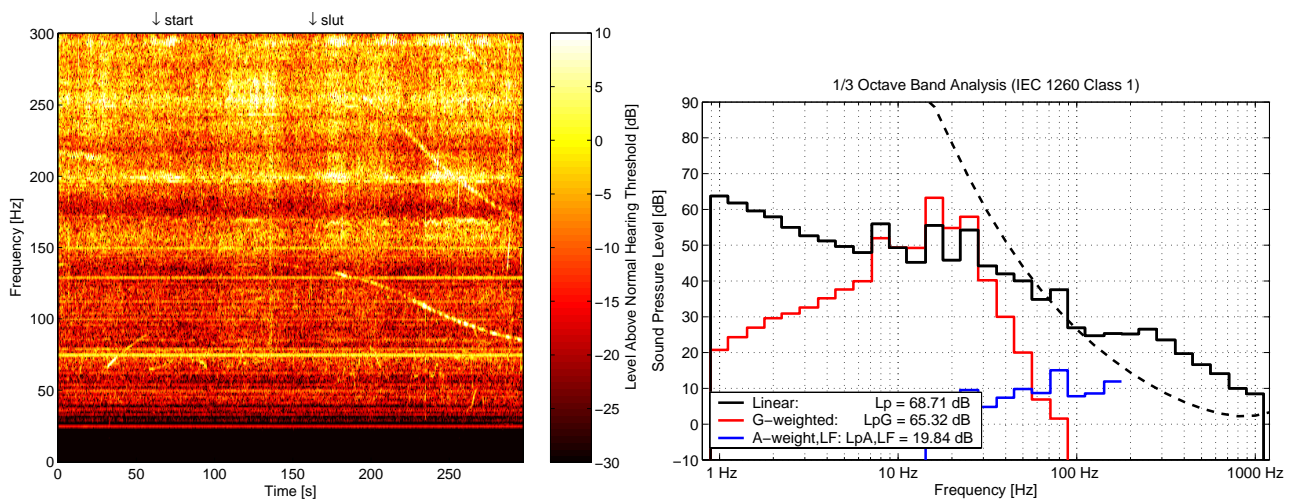 ↓ start
↓ slut
300
250
200
150
100
50
0
Frequency [Hz]
0
50
100
150
200
250
Time [s]
10
5
0
−5
−10
−15
−20
−25
−30
Level Above Normal Hearing Threshold [dB]
1/3 Octave Band Analysis (IEC 1260 Class 1)
90
80
70
60
50
40
30
20
10
0
−10
Sound Pressure Level [dB]
Linear: Lp = 68.71 dB
G−weighted: LpG = 65.32 dB
A−weight,LF: LpA,LF = 19.84 dB
1 Hz
10 Hz
100 Hz
1000 Hz
Frequency [Hz]